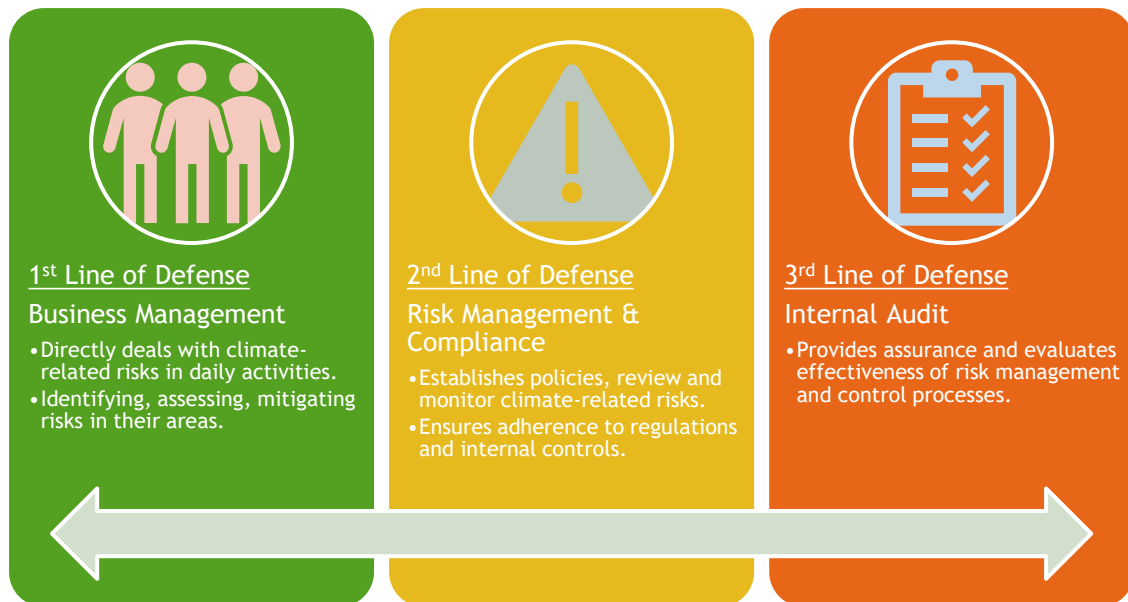 1st Line of Defense
Business Management
•Directly deals with climate-
related risks in daily activities.
•Identifying, assessing, mitigating
risks in their areas.
2nd Line of Defense
Risk Management &
Compliance
•Establishes policies, review and
monitor climate-related risks.
•Ensures adherence to regulations
and internal controls.
3rd Line of Defense
Internal Audit
•Provides assurance and evaluates
effectiveness of risk management
and control processes.